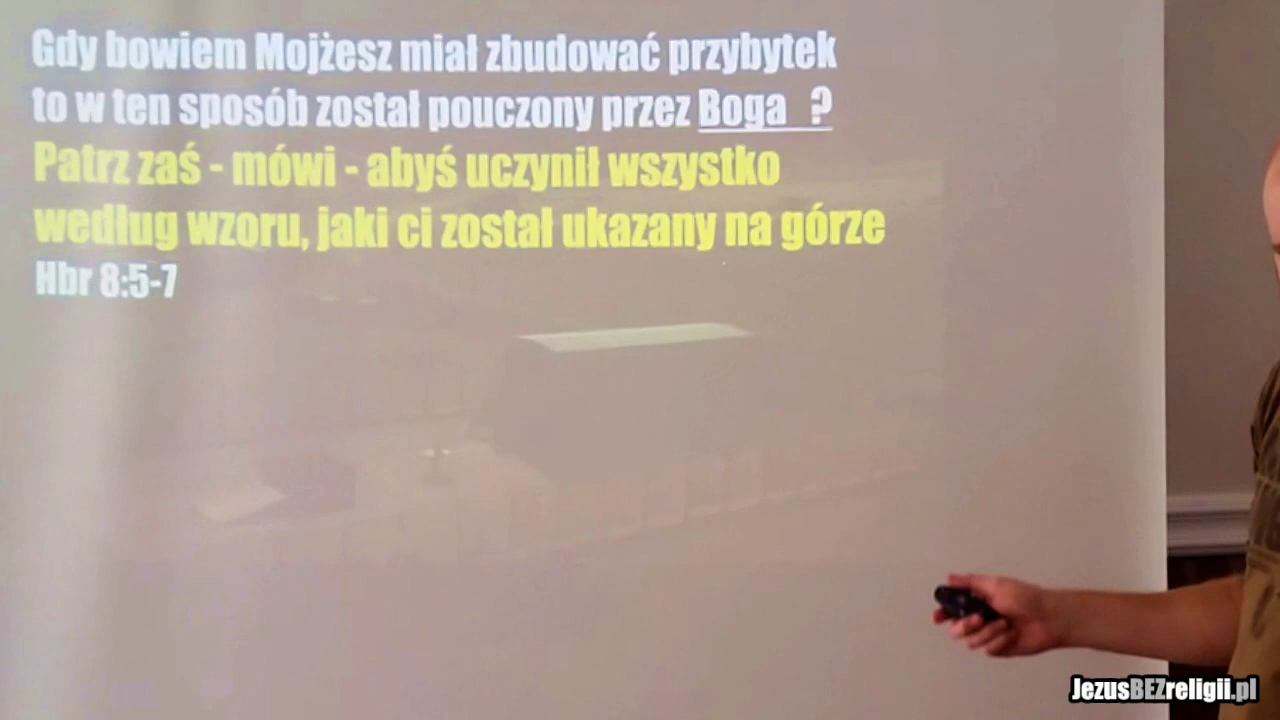 Gdy bowiem Mojżesz miał zbudować przybytek
to w ten sposób został pouczony przez Boga ?
Patrz zaś - mówi - abyś uczynił wszystko
według wzoru, jaki ci został ukazany na górze
Hbr 8:5-7
JezusBEZreligii.pl